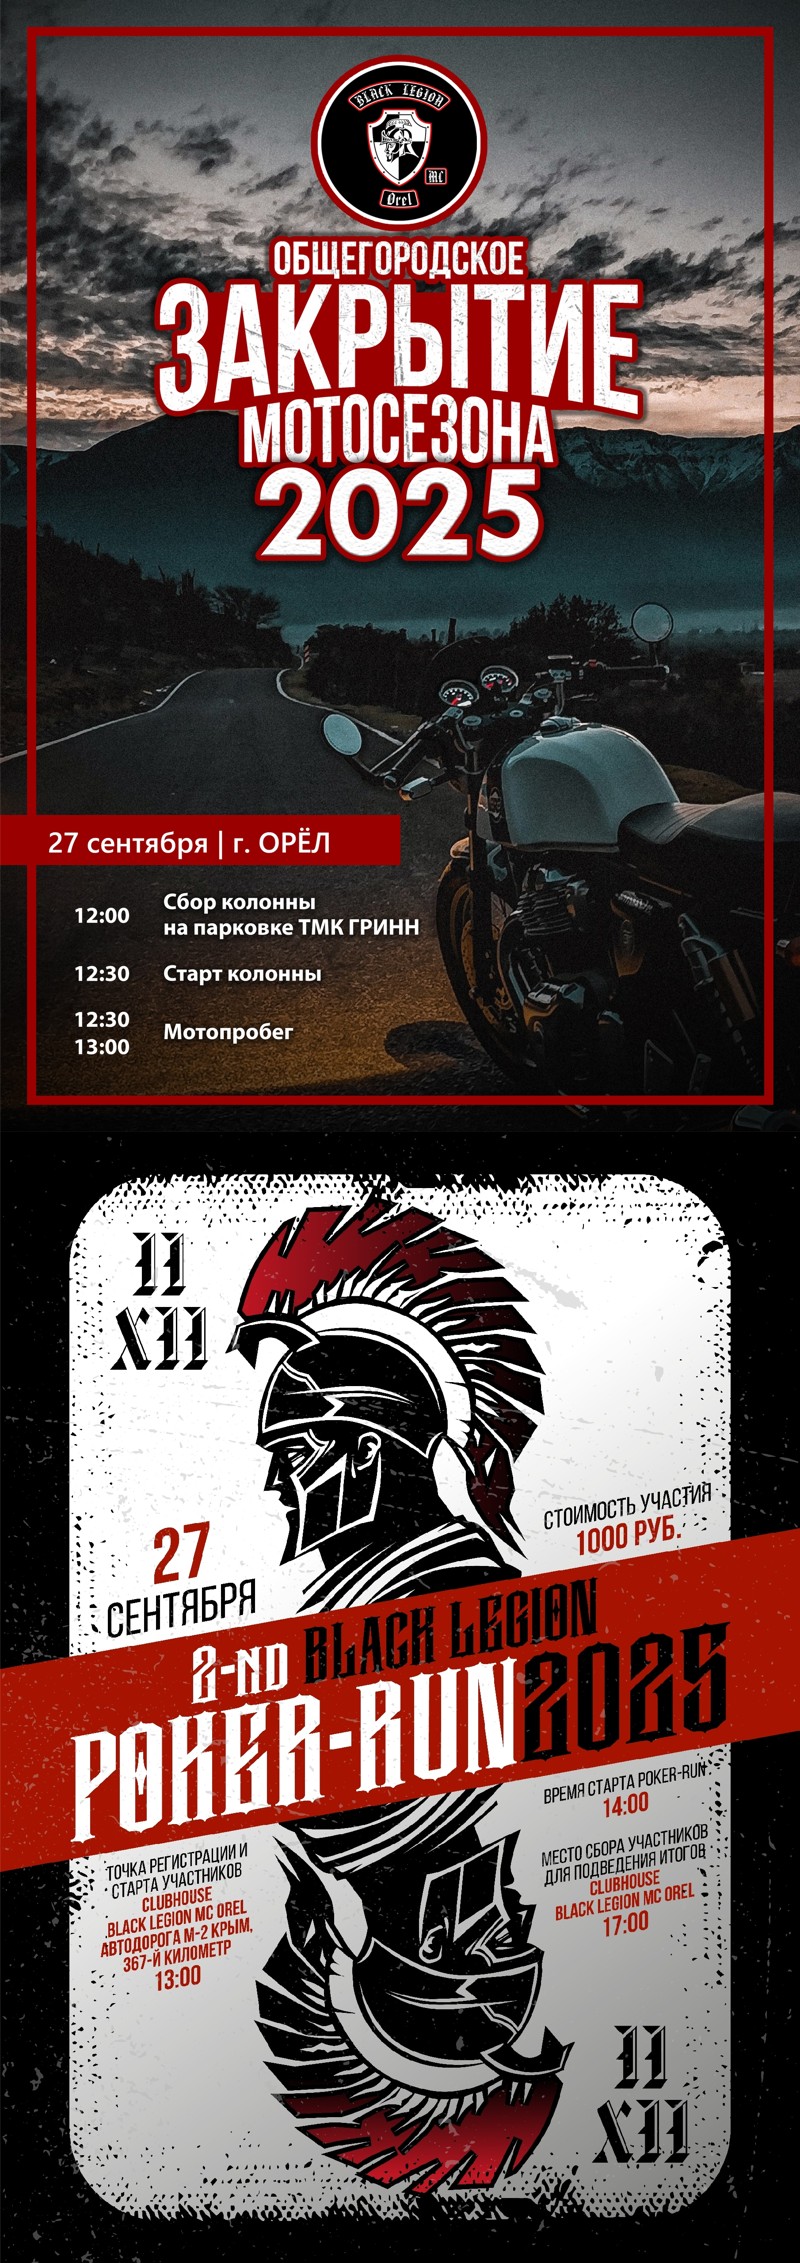 BLACK LEGION
MC
Orel
ОБЩЕГОРОДСКОЕ
ЗАКРЫТИЕ
МОТОСЕЗОНА
2025
27 сентября | г. ОРЁЛ
12:00
Сбор колонны
на парковке ТМК ГРИНН
12:30
Старт колонны
12:30
13:00
Мотопробег
II
XII
СТОИМОСТЬ УЧАСТИЯ
1000 РУБ.
27
СЕНТЯБРЯ
2-ND BLACK LEGION
POKER-RUN 2025
ВРЕМЯ СТАРТА POKER-RUN
14:00
ТОЧКА РЕГИСТРАЦИИ И
СТАРТА УЧАСТНИКОВ
CLUBHOUSE
BLACK LEGION MC OREL
АВТОДОРОГА М-2 КРЫМ,
367-Й КИЛОМЕТР
13:00
МЕСТО СБОРА УЧАСТНИКОВ
ДЛЯ ПОДВЕДЕНИЯ ИТОГОВ
CLUBHOUSE
BLACK LEGION MC OREL
17:00
II
XII